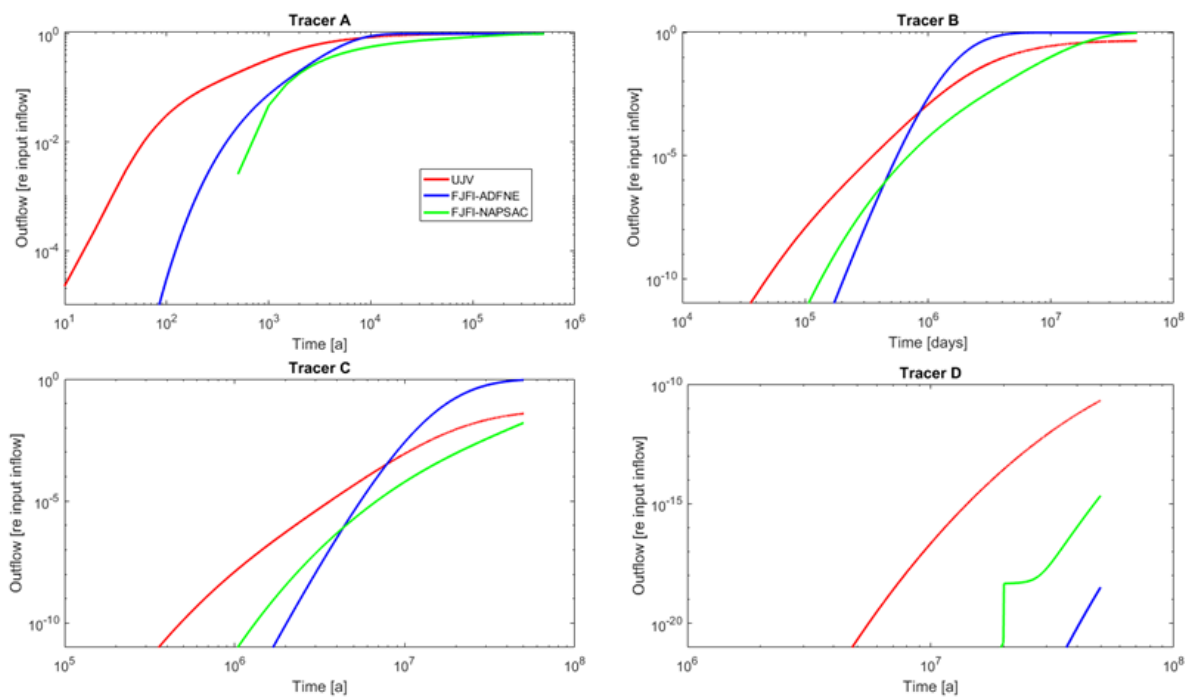 Tracer A
Outflow [re input inflow]
10^0
10^-2
10^-4
UJV
FJFI-ADFNE
FJFI-NAPSAC
10^1 10^2 10^3 10^4 10^5 10^6
Time [a]
Tracer B
Outflow [re input inflow]
10^0
10^-5
10^-10
10^4 10^5 10^6 10^7 10^8
Time [days]
Tracer C
Outflow [re input inflow]
10^0
10^-5
10^-10
10^5 10^6 10^7 10^8
Time [a]
Tracer D
Outflow [re input inflow]
10^-10
10^-15
10^-20
10^6 10^7 10^8
Time [a]